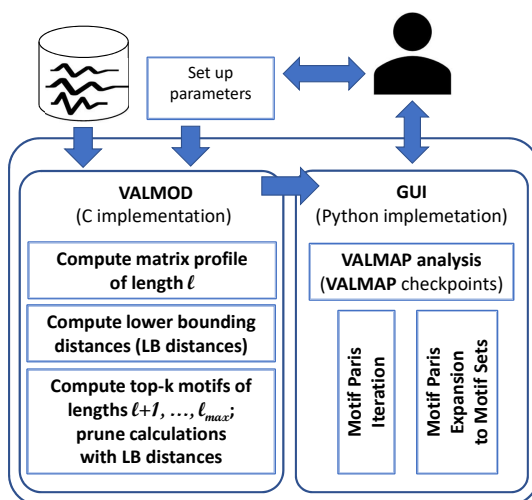 Set up
parameters
VALMOD
(C implementation)
Compute matrix profile
of length ℓ
Compute lower bounding
distances (LB distances)
Compute top-k motifs of
lengths ℓ+1, ..., ℓmax;
prune calculations
with LB distances
GUI
(Python implemetation)
VALMAP analysis
(VALMAP checkpoints)
Motif Paris
Iteration
Motif Paris
Expansion
to Motif Sets